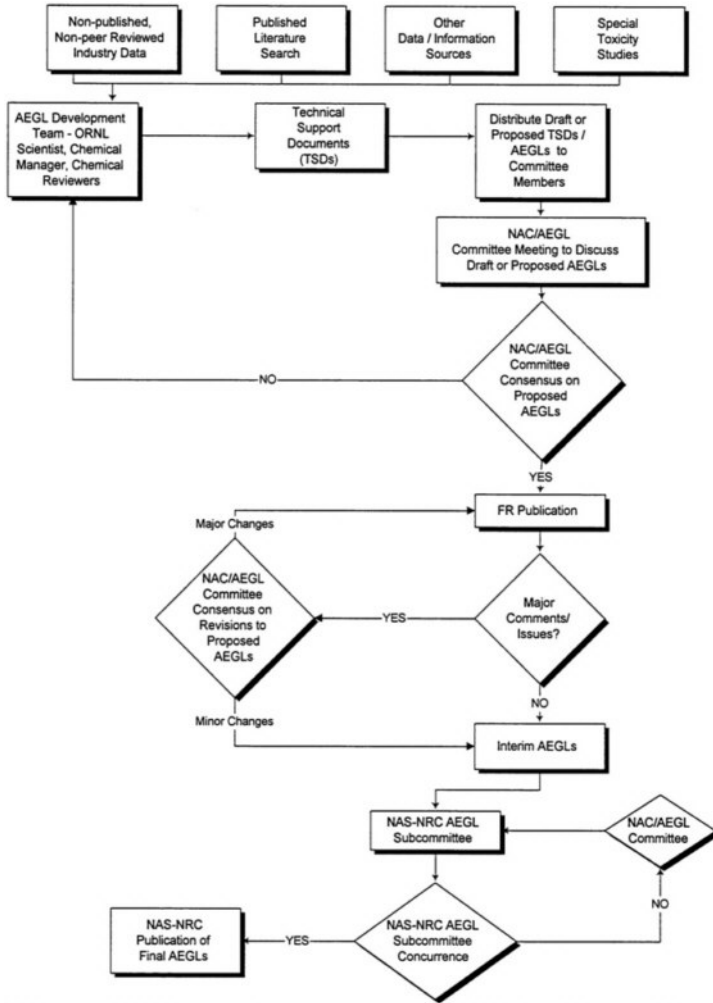 Non-published,
Non-peer Reviewed
Industry Data
Published
Literature
Search
Other
Data / Information
Sources
Special
Toxicity
Studies
AEGL Development
Team - ORNL
Scientist, Chemical
Manager, Chemical
Reviewers
Technical
Support
Documents
(TSDs)
Distribute Draft or
Proposed TSDs /
AEGLs to
Committee
Members
NAC/AEGL
Committee Meeting to Discuss
Draft or Proposed AEGLs
NAC/AEGL
Committee
Consensus on
Proposed
AEGLs
NO
YES
FR Publication
Major Changes
NAC/AEGL
Committee
Consensus on
Revisions to
Proposed
AEGLs
YES
Major
Comments/
Issues?
NO
Minor Changes
Interim AEGLs
NAS-NRC AEGL
Subcommittee
NAC/AEGL
Committee
NO
NAS-NRC AEGL
Subcommittee
Concurrence
YES
NAS-NRC
Publication of
Final AEGLs